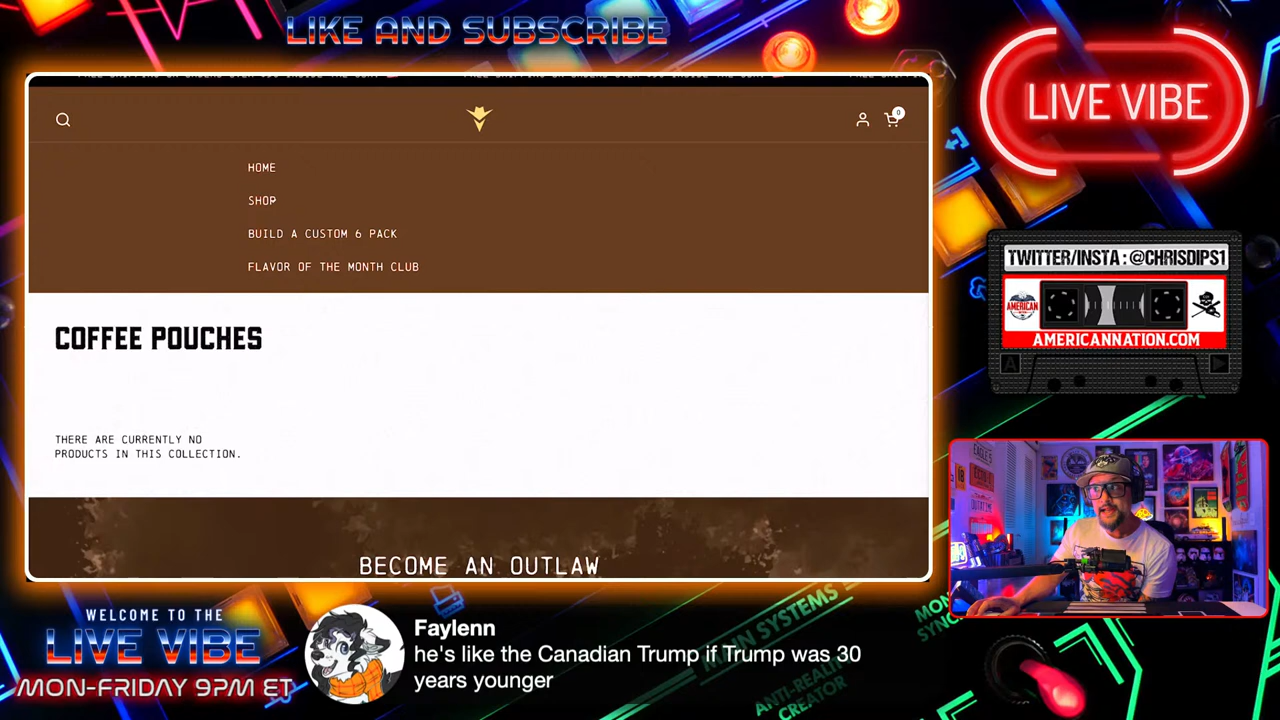 LIKE AND SUBSCRIBE
LIVE VIBE
0
HOME
SHOP
BUILD A CUSTOM 6 PACK
FLAVOR OF THE MONTH CLUB
COFFEE POUCHES
THERE ARE CURRENTLY NO
PRODUCTS IN THIS COLLECTION.
BECOME AN OUTLAW
TWITTER/INSTA : @CHRISDIPS1
AMERICAN
AMERICANNATION.COM
A
WELCOME TO THE
LIVE VIBE
MON-FRIDAY 9PM ET
Faylenn
he's like the Canadian Trump if Trump was 30
years younger